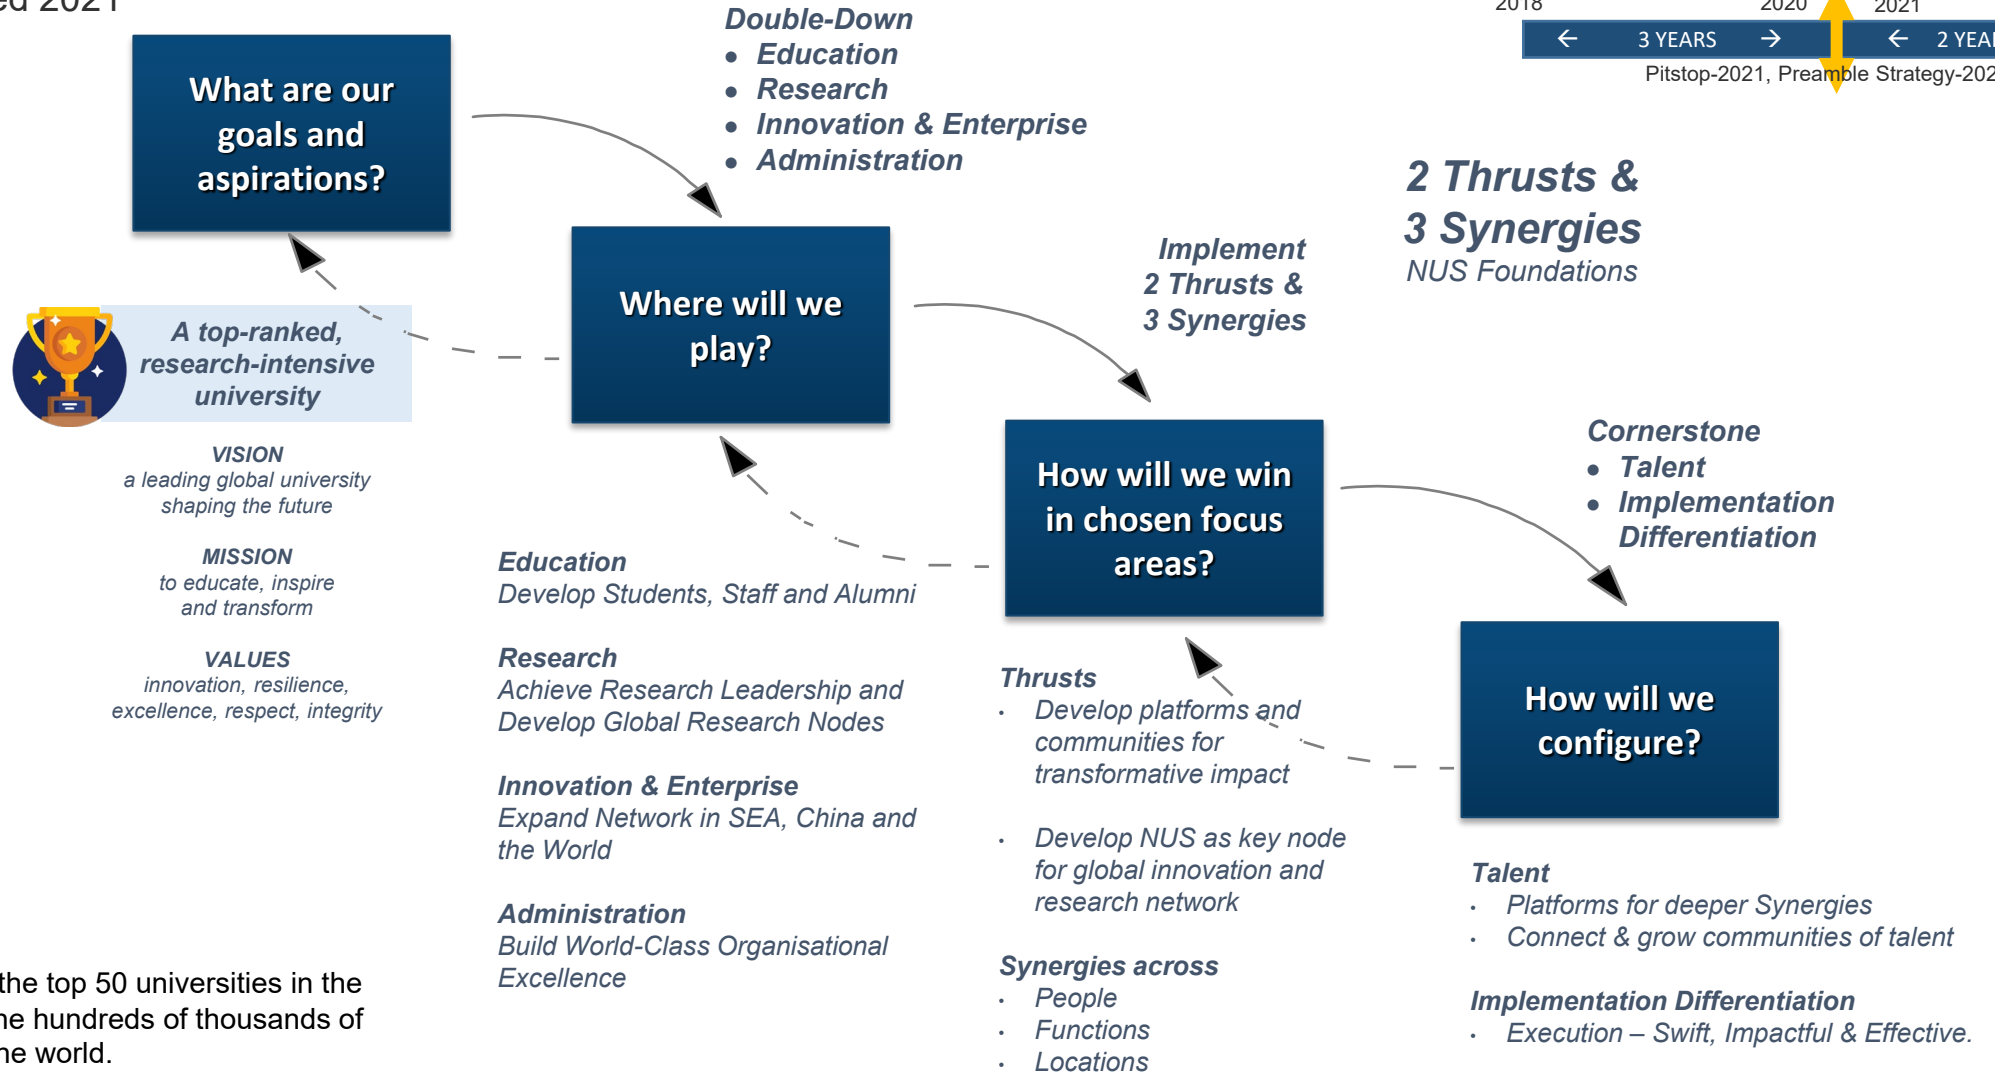 2021
Double-Down
● Education
● Research
● Innovation & Enterprise
● Administration
2018
2020
2021
← 3 YEARS →
← 2
Pitstop-2021, Preamble
What are our
goals and
aspirations?
2 Thrusts &
3 Synergies
NUS Foundations
Where will we
play?
Implement
2 Thrusts &
3 Synergies
A top-ranked,
research-intensive
university
VISION
a leading global university
shaping the future
MISSION
to educate, inspire
and transform
VALUES
innovation, resilience,
excellence, respect, integrity
How will we win
in chosen focus
areas?
Cornerstone
● Talent
● Implementation
Differentiation
Education
Develop Students, Staff and Alumni
Research
Achieve Research Leadership and
Develop Global Research Nodes
Innovation & Enterprise
Expand Network in SEA, China and
the World
Administration
Build World-Class Organisational
Excellence
Thrusts
• Develop platforms and
communities for
transformative impact
• Develop NUS as key node
for global innovation and
research network
Synergies across
• People
• Functions
• Locations
How will we
configure?
Talent
• Platforms for deeper Synergies
• Connect & grow communities of talent
Implementation Differentiation
• Execution – Swift, Impactful & Effective.
the top 50 universities in the
hundreds of thousands of
world.